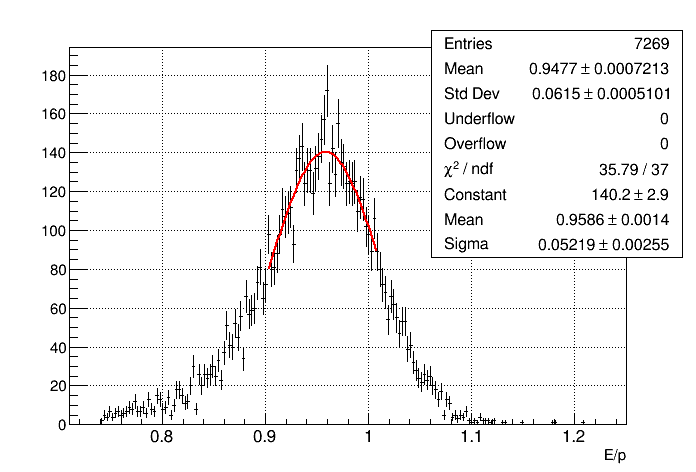 Entries 7269
Mean 0.9477 ± 0.0007213
Std Dev 0.0615 ± 0.0005101
Underflow 0
Overflow 0
χ² / ndf 35.79 / 37
Constant 140.2 ± 2.9
Mean 0.9586 ± 0.0014
Sigma 0.05219 ± 0.00255
180
160
140
120
100
80
60
40
20
0
0.8 0.9 1 1.1 1.2
E/p